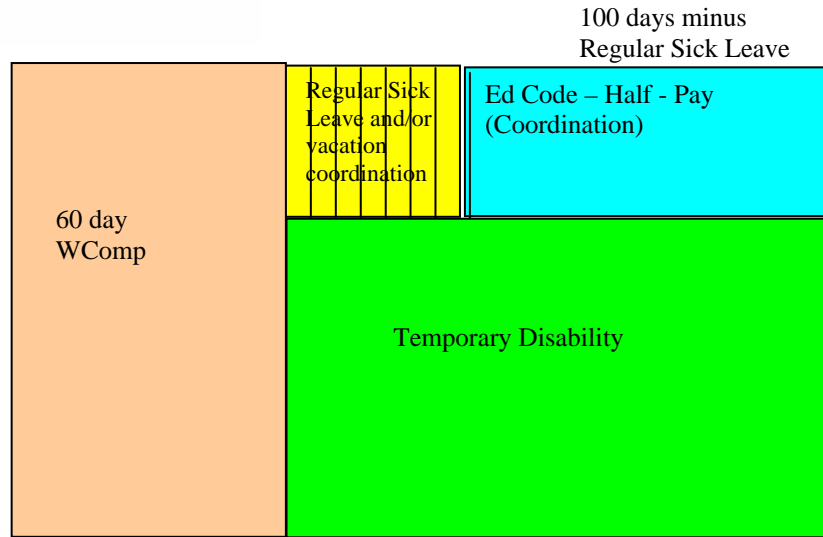 100 days minus
Regular Sick Leave
Regular Sick
Leave and/or
vacation
coordination
Ed Code – Half - Pay
(Coordination)
60 day
WComp
Temporary Disability